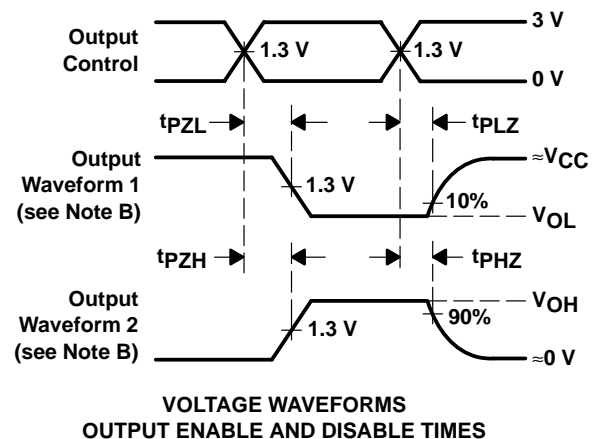 3 V
Output
Control
1.3 V
1.3 V
0 V
tPZL
tPLZ
Output
Waveform 1
(see Note B)
≈VCC
1.3 V
10%
VOL
tPZH
tPHZ
Output
Waveform 2
(see Note B)
VOH
1.3 V
90%
≈0 V
VOLTAGE WAVEFORMS
OUTPUT ENABLE AND DISABLE TIMES